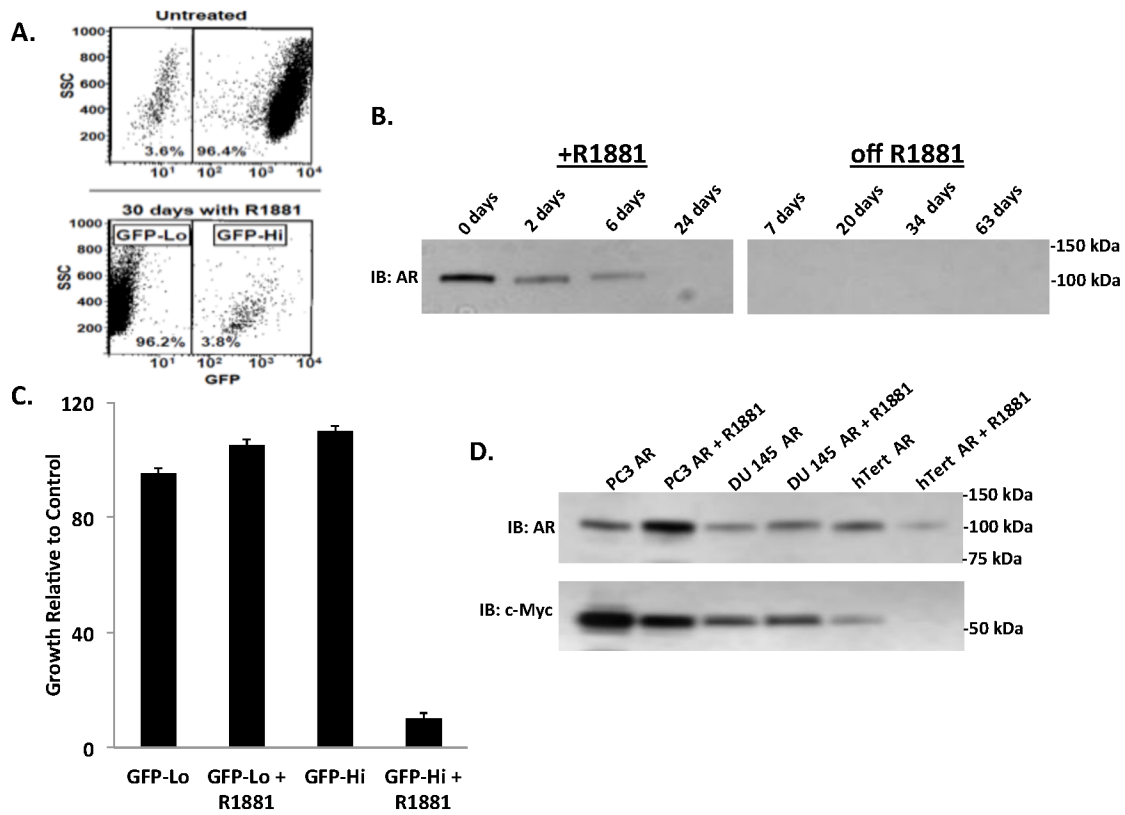 A.
Untreated
1000
800
600
400
200
SSC
3.6% 96.4%
10¹ 10² 10³ 10⁴
30 days with R1881
1000
800
600
400
200
SSC
GFP-Lo GFP-Hi
96.2% 3.8%
10¹ 10² 10³ 10⁴
GFP
B.
+R1881 off R1881
0 days 2 days 6 days 24 days 7 days 20 days 34 days 63 days
IB: AR
-150 kDa
-100 kDa
C.
120
80
40
0
Growth Relative to Control
GFP-Lo GFP-Lo + R1881 GFP-Hi GFP-Hi + R1881
D.
PC3 AR PC3 AR + R1881 DU 145 AR DU 145 AR + R1881 hTert AR hTert AR + R1881
IB: AR
-150 kDa
-100 kDa
-75 kDa
IB: c-Myc
-50 kDa